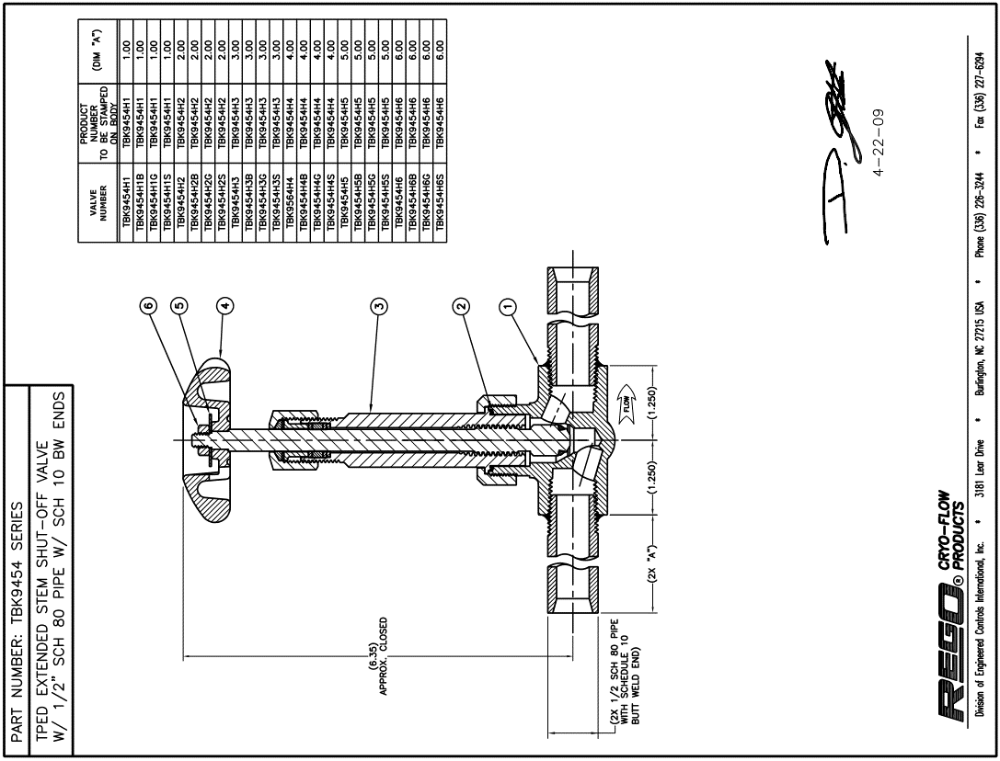 PART NUMBER: TBK9454 SERIES
TPED EXTENDED STEM SHUT-OFF VALVE
W/ 1/2" SCH 80 PIPE W/ SCH 10 BW ENDS
VALVE
NUMBER
PRODUCT
NUMBER
TO BE STAMPED
ON BODY
(DIM "A")
TBK9454H1 TBK9454H1 1.00
TBK9454H1B TBK9454H1 1.00
TBK9454H1G TBK9454H1 1.00
TBK9454H1S TBK9454H1 1.00
TBK9454H2 TBK9454H2 2.00
TBK9454H2B TBK9454H2 2.00
TBK9454H2G TBK9454H2 2.00
TBK9454H2S TBK9454H2 2.00
TBK9454H3 TBK9454H3 3.00
TBK9454H3B TBK9454H3 3.00
TBK9454H3G TBK9454H3 3.00
TBK9454H3S TBK9454H3 3.00
TBK9564H4 TBK9454H4 4.00
TBK9454H4B TBK9454H4 4.00
TBK9454H4G TBK9454H4 4.00
TBK9454H4S TBK9454H4 4.00
TBK9454H5 TBK9454H5 5.00
TBK9454H5B TBK9454H5 5.00
TBK9454H5G TBK9454H5 5.00
TBK9454H5S TBK9454H5 5.00
TBK9454H6 TBK9454H6 6.00
TBK9454H6B TBK9454H6 6.00
TBK9454H6G TBK9454H6 6.00
TBK9454H6S TBK9454H6 6.00
6
5
4
3
2
1
(6.35)
APPROX. CLOSED
(2X 1/2 SCH 80 PIPE
WITH SCHEDULE 10
BUTT WELD END)
(2X "A")
(1.250)
(1.250)
FLOW
D.
4-22-09
REGO® CRYO-FLOW
PRODUCTS
Division of Engineered Controls International, Inc. * 3181 Lear Drive * Burlington, NC 27215 USA * Phone (336) 226-3244 * Fax (336) 227-6294